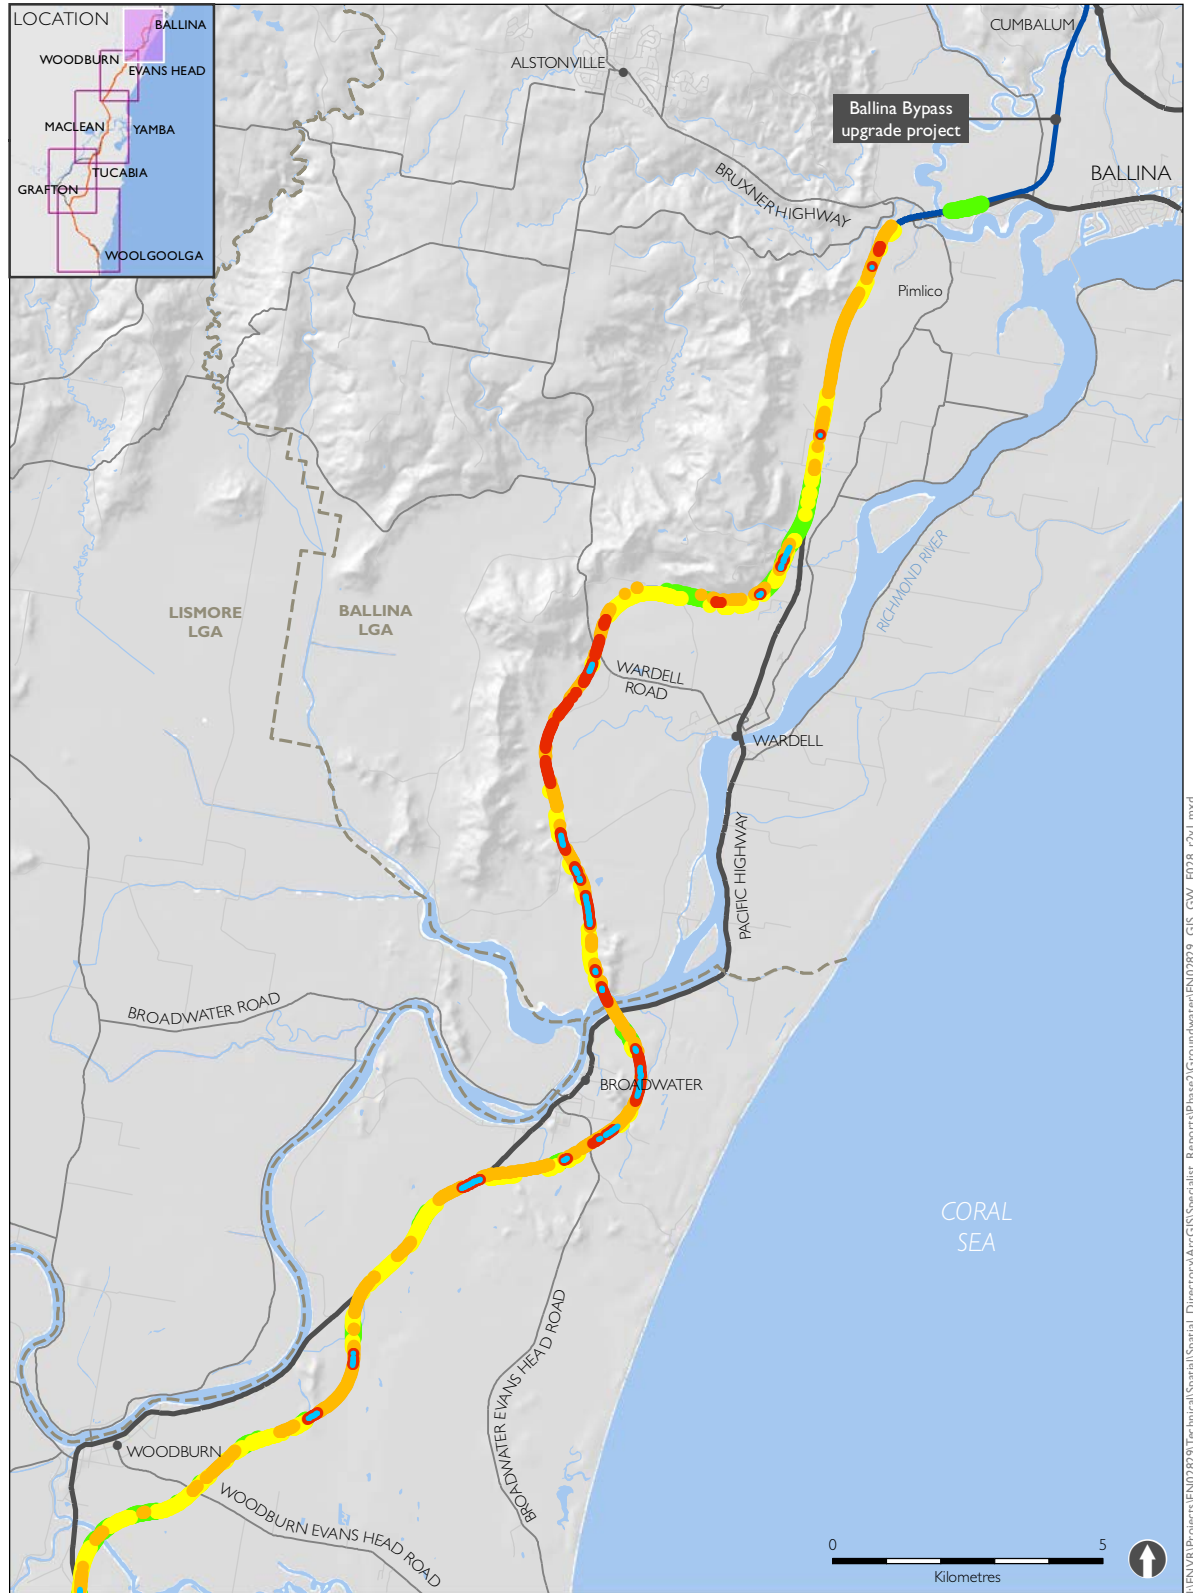 LOCATION
BALLINA
WOODBURN
EVANS HEAD
MACLEAN
YAMBA
TUCABIA
GRAFTON
WOOLGOOLGA
CUMBALUM
ALSTONVILLE
Ballina Bypass
upgrade project
BRUXNER HIGHWAY
BALLINA
Pimlico
RICHMOND RIVER
LISMORE
LGA
BALLINA
LGA
WARDELL
ROAD
WARDELL
PACIFIC HIGHWAY
BROADWATER ROAD
BROADWATER
CORAL
SEA
BROADWATER EVANS HEAD ROAD
WOODBURN
WOODBURN EVANS HEAD ROAD
0 5
Kilometres